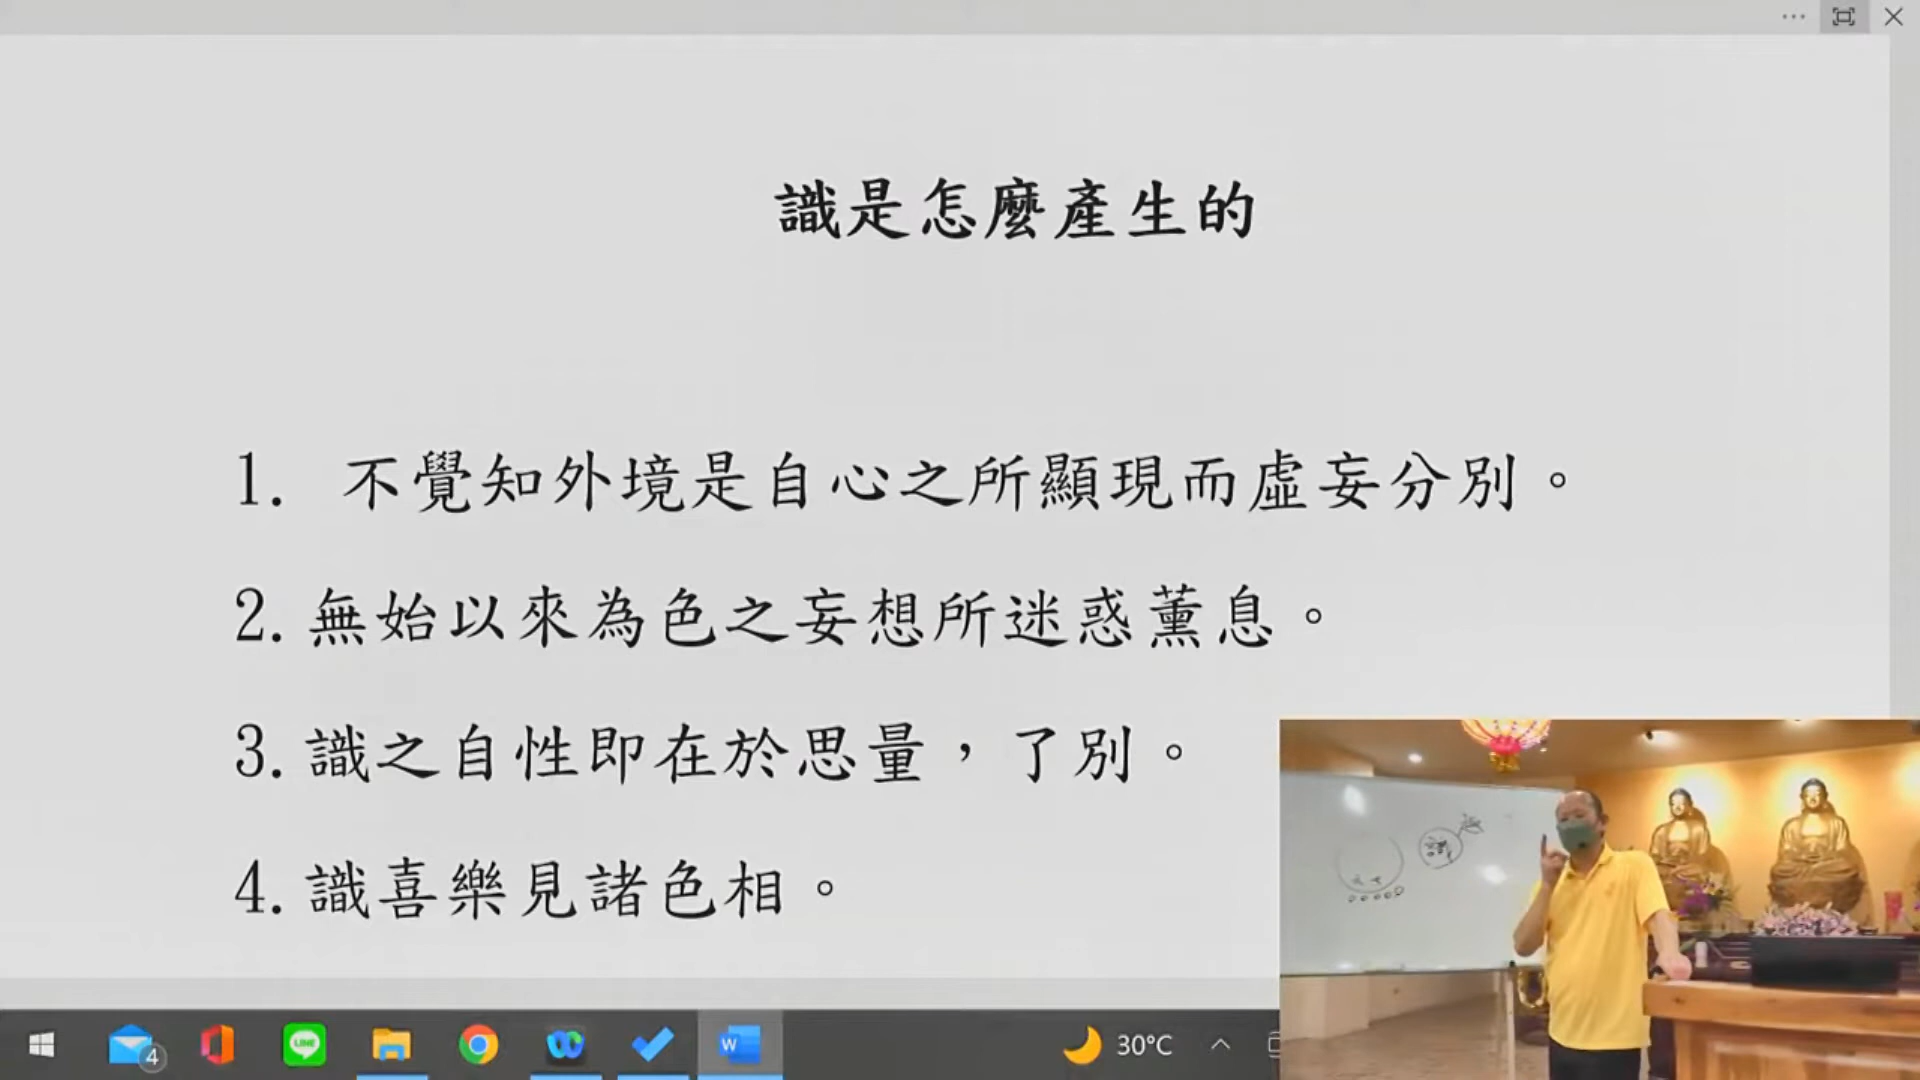 識是怎麼產生的
1. 不覺知外境是自心之所顯現而虛妄分別。
2. 無始以來為色之妄想所迷惑薰息。
3. 識之自性即在於思量，了別。
4. 識喜樂見諸色相。
4
LINE
W
30°C